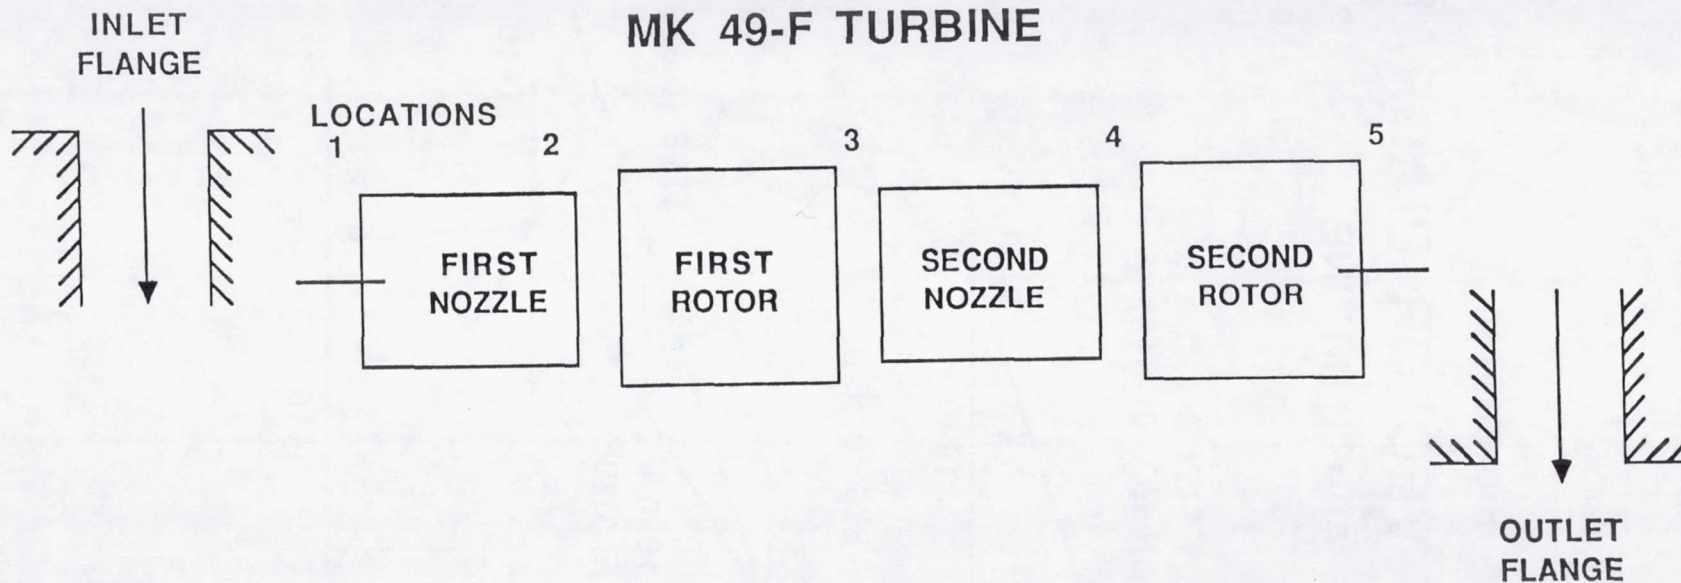 MK 49-F TURBINE
INLET
FLANGE
LOCATIONS
1
2
3
4
5
FIRST
NOZZLE
FIRST
ROTOR
SECOND
NOZZLE
SECOND
ROTOR
OUTLET
FLANGE